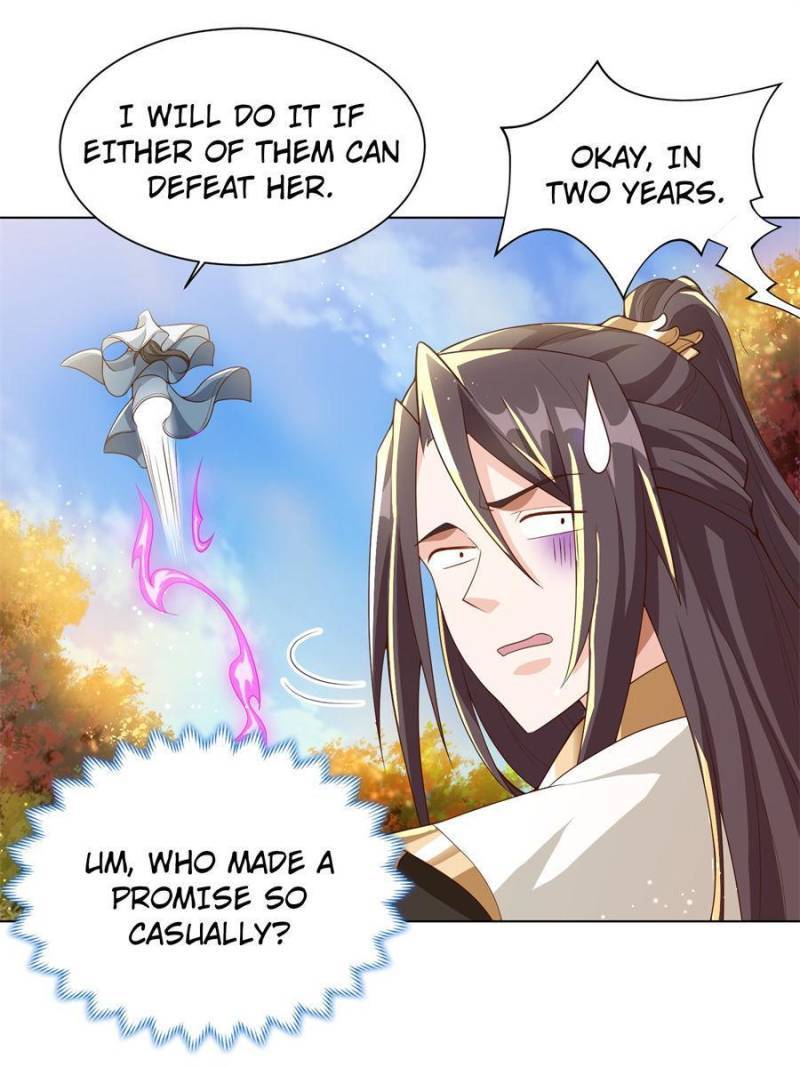 I WILL DO IT IF
EITHER OF THEM CAN
DEFEAT HER.
OKAY, IN
TWO YEARS.
UM, WHO MADE A
PROMISE SO
CASUALLY?